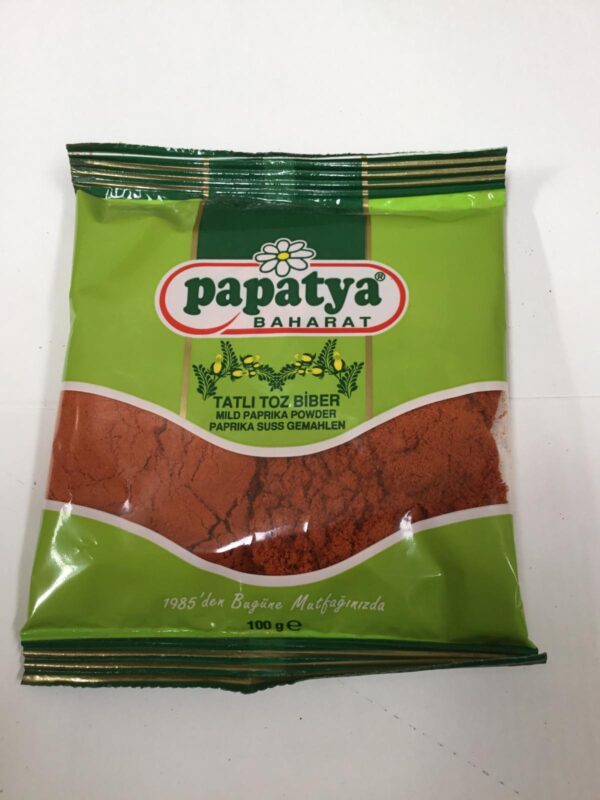 papatya®
BAHARAT
TATLI TOZ BİBER
MILD PAPRIKA POWDER
PAPRIKA SUSS GEMAHLEN
1985'den Bugüne Mutfağınızda
100 g ℮